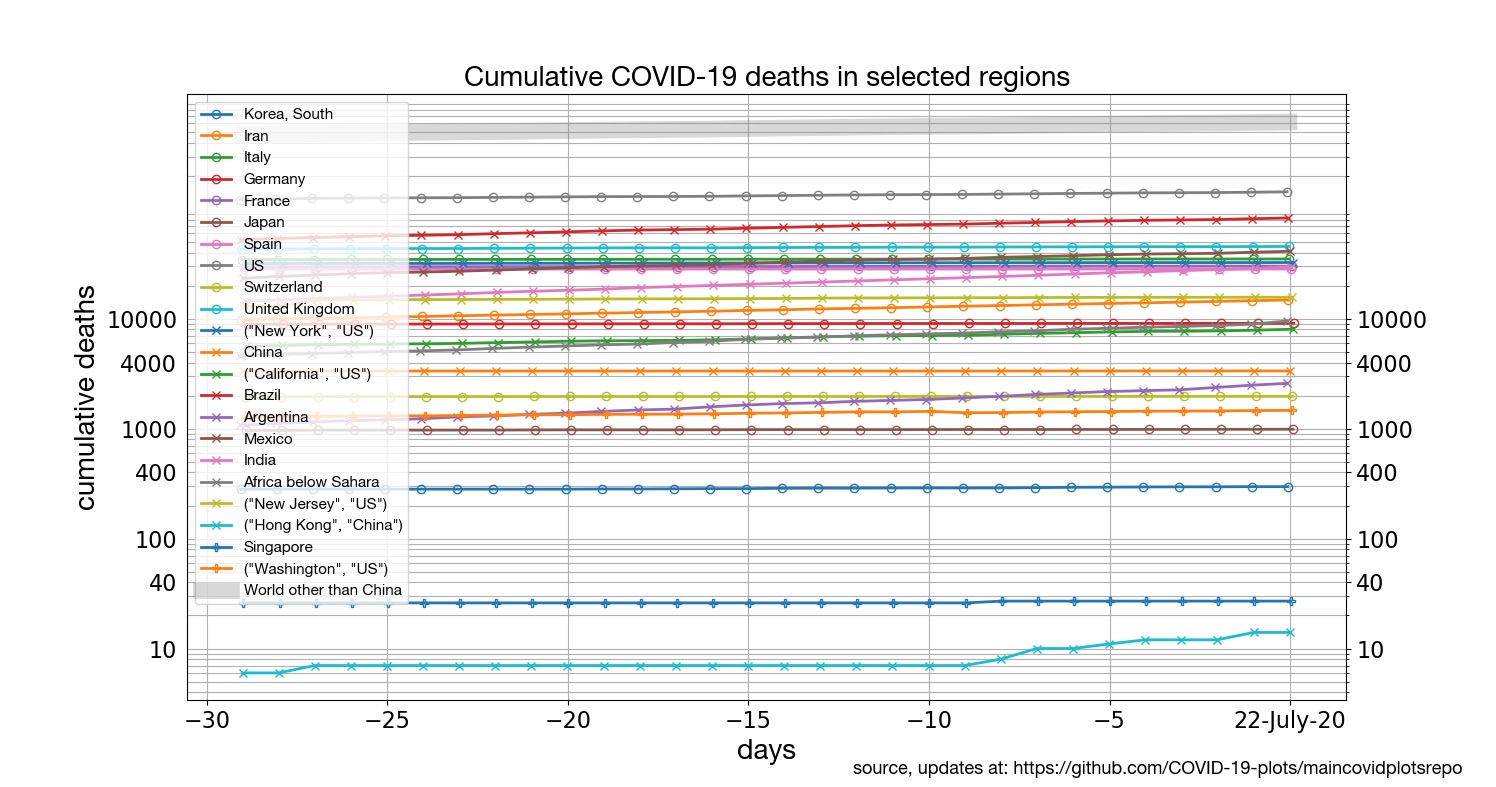 Cumulative COVID-19 deaths in selected regions
Korea, South
Iran
Italy
Germany
France
Japan
Spain
US
Switzerland
United Kingdom
("New York", "US")
China
("California", "US")
Brazil
Argentina
Mexico
India
Africa below Sahara
("New Jersey", "US")
("Hong Kong", "China")
Singapore
("Washington", "US")
World other than China
cumulative deaths
10000
4000
1000
400
100
40
10
10000
4000
1000
400
100
40
10
−30
−25
−20
−15
−10
−5
22-July-20
days
source, updates at: https://github.com/COVID-19-plots/maincovidplotsrepo